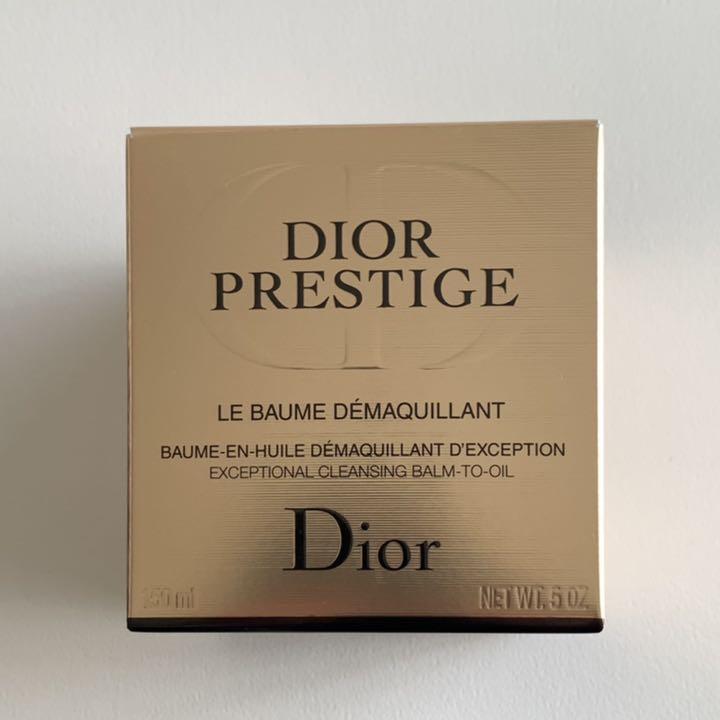 DIOR
PRESTIGE
LE BAUME DÉMAQUILLANT
BAUME-EN-HUILE DÉMAQUILLANT D'EXCEPTION
EXCEPTIONAL CLEANSING BALM-TO-OIL
Dior
150 ml NET WT. 5 OZ